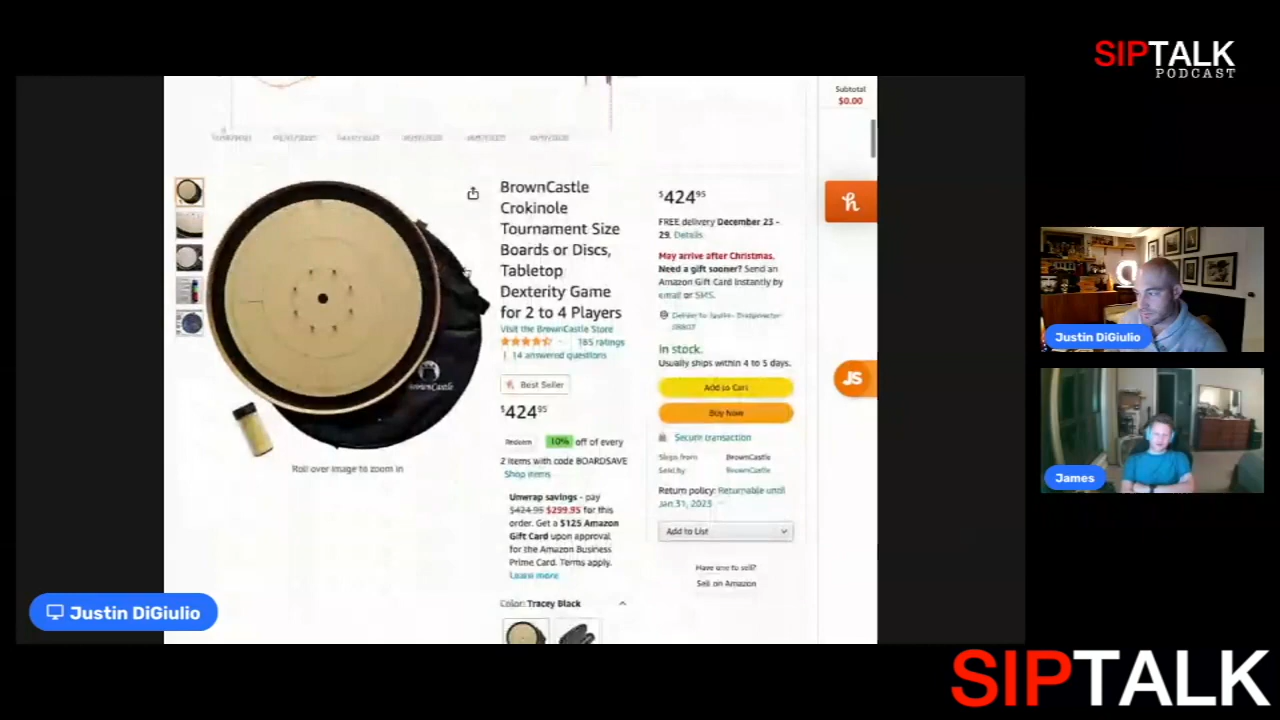 SIPTALK
PODCAST
Subtotal
$0.00
BrownCastle
Crokinole
Tournament Size
Boards or Discs,
Tabletop
Dexterity Game
for 2 to 4 Players
Visit the BrownCastle Store
185 ratings
14 answered questions
Best Seller
$424 95
Redeem 10% off of every
2 items with code BOARDSAVE
Shop items
Unwrap savings - pay
$424.95 $299.95 for this
order. Get a $125 Amazon
Gift Card upon approval
for the Amazon Business
Prime Card. Terms apply.
Learn more
Color: Tracey Black
Roll over image to zoom in
$424 95
FREE delivery December 23 -
29. Details
May arrive after Christmas.
Need a gift sooner? Send an
Amazon Gift Card instantly by
email or SMS.
Deliver to Justin -
In stock.
Usually ships within 4 to 5 days.
Add to Cart
Buy Now
Secure transaction
Ships from BrownCastle
Sold by BrownCastle
Return policy: Returnable until
Jan 31, 2023
Add to List
Have one to sell?
Sell on Amazon
h
JS
Justin DiGiulio
James
Justin DiGiulio
SIPTALK